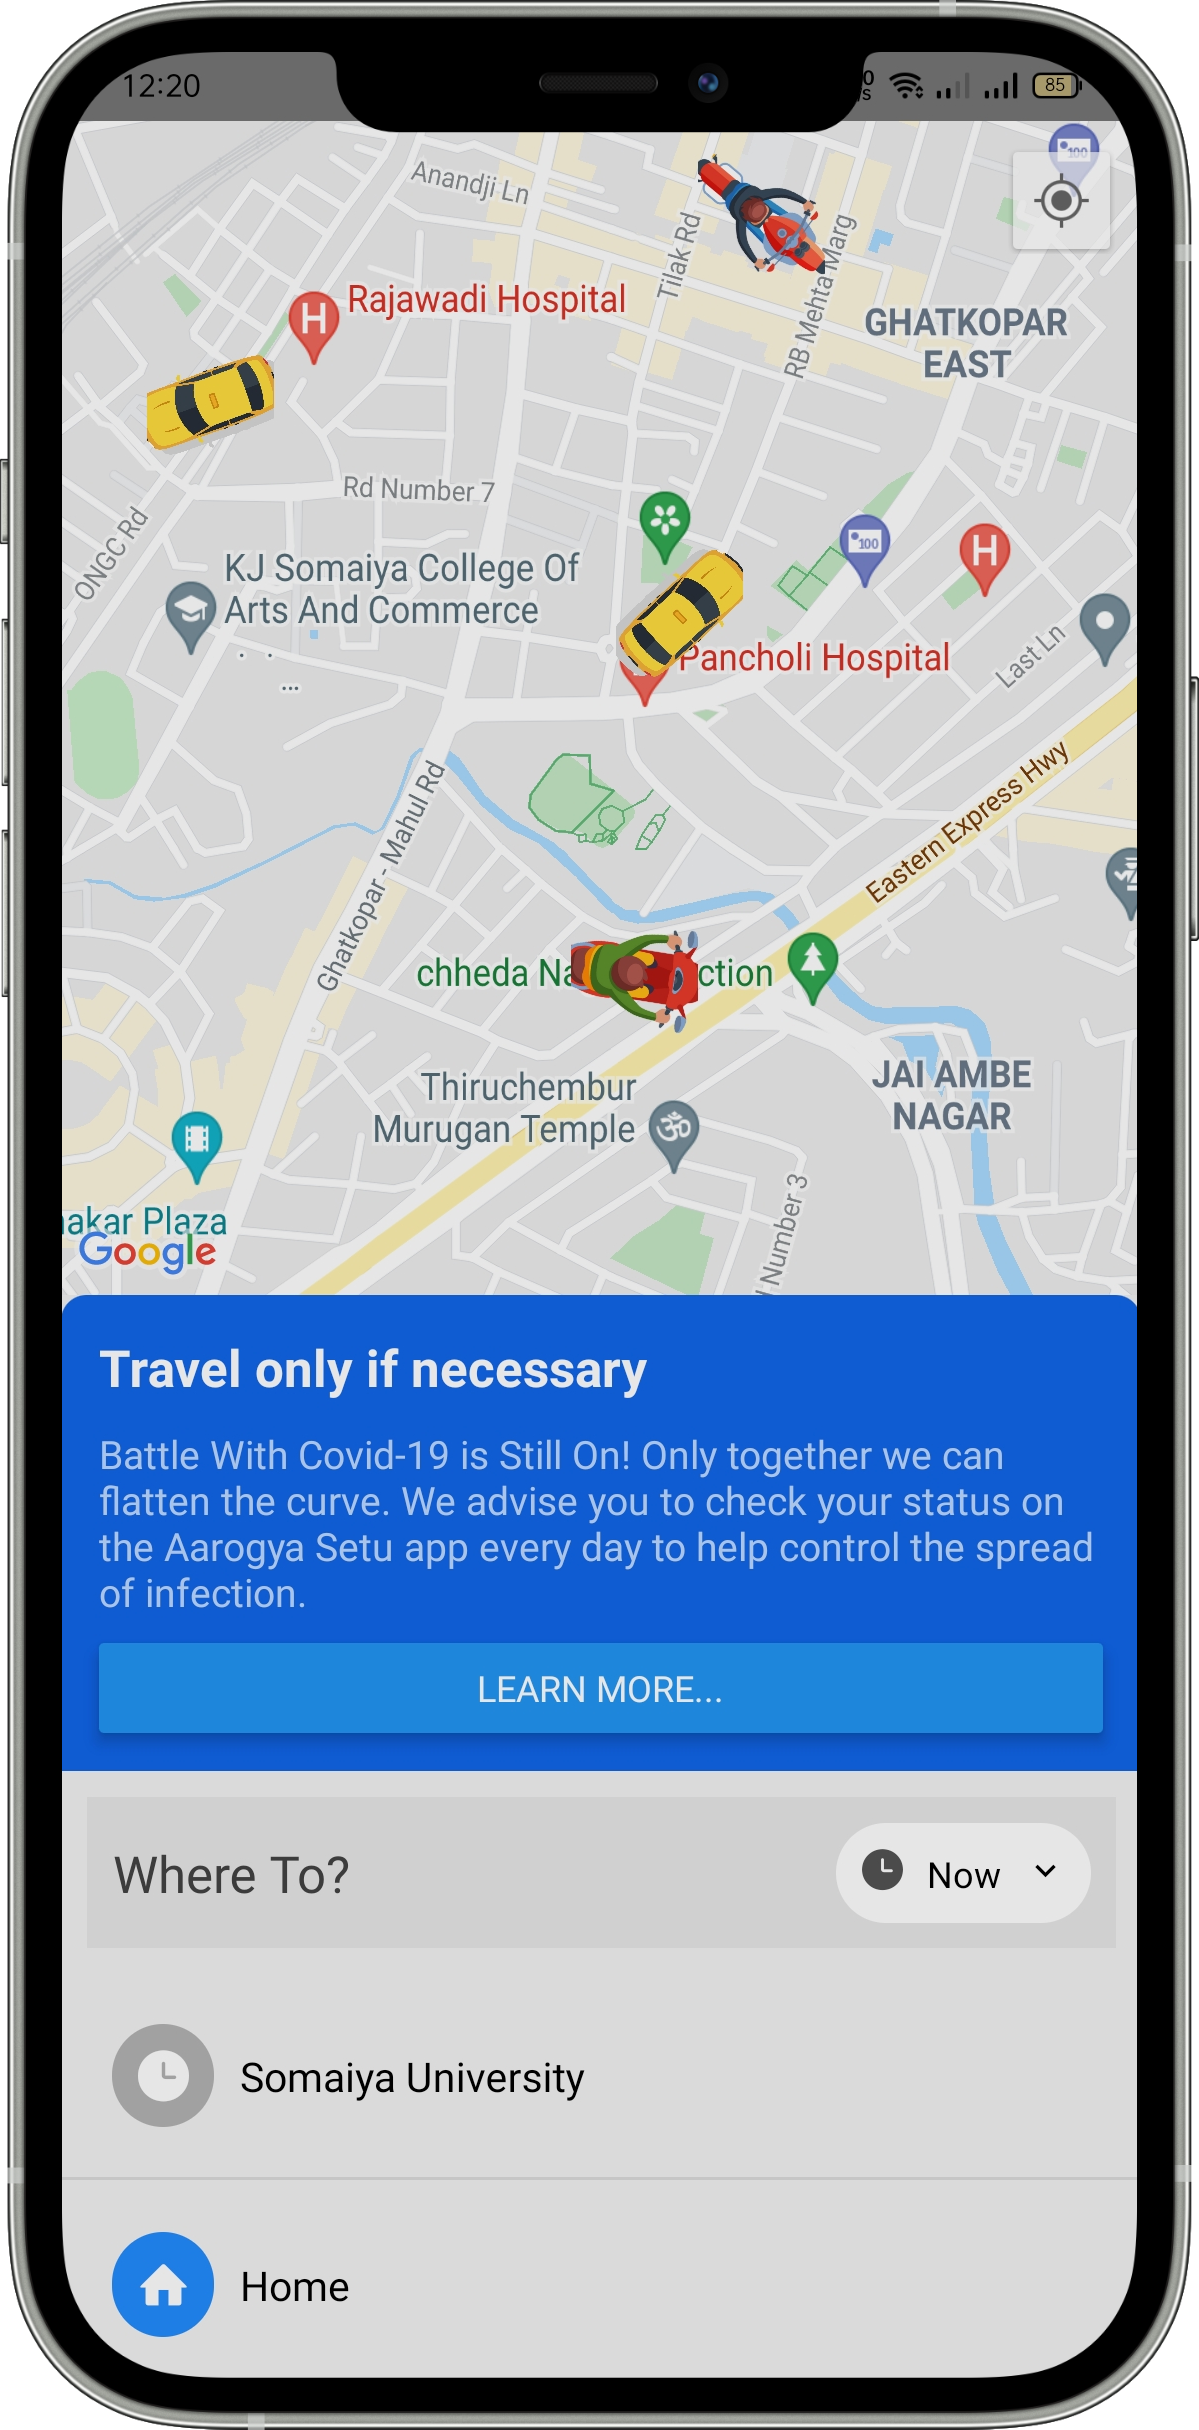 12:20
85
Anandji Ln
100
Tilak Rd
RB Mehta Marg
Rajawadi Hospital
GHATKOPAR
EAST
Rd Number 7
ONGC Rd
KJ Somaiya College Of
Arts And Commerce
. .
...
100
Pancholi Hospital
Last Ln
Eastern Express Hwy
Ghatkopar - Mahul Rd
chheda
Thiruchembur
Murugan Temple
JAI AMBE
NAGAR
Number 3
Plaza
Google
Travel only if necessary
Battle With Covid-19 is Still On! Only together we can
flatten the curve. We advise you to check your status on
the Aarogya Setu app every day to help control the spread
of infection.
LEARN MORE...
Where To?
Now
Somaiya University
Home